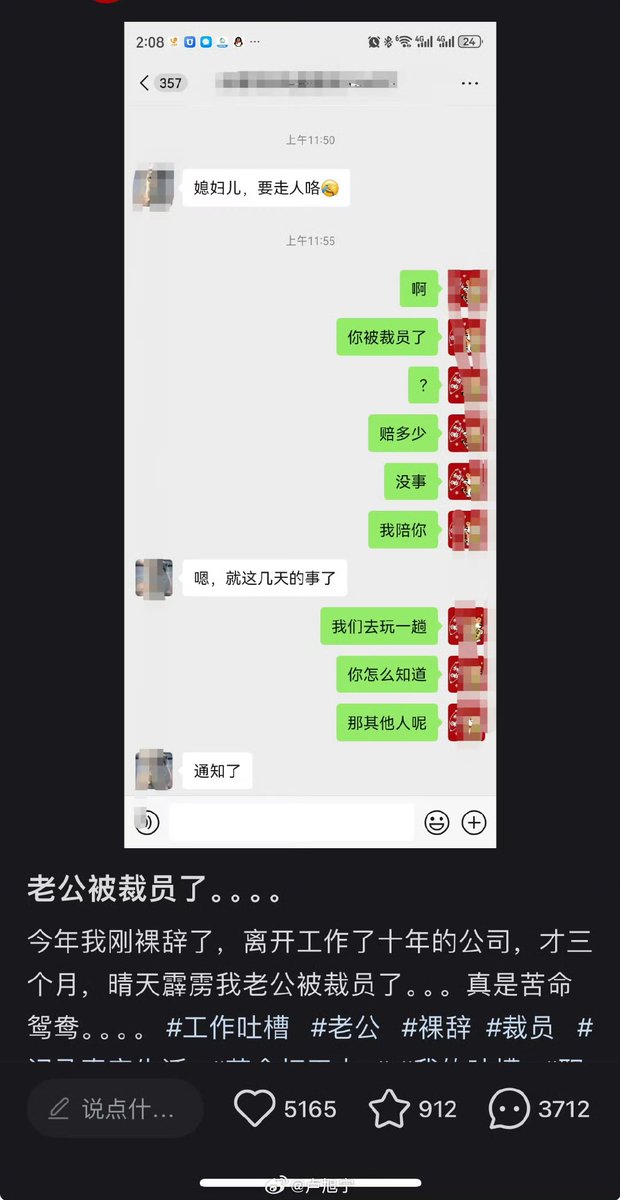 2:08
4G
4G
24
357
上午11:50
媳妇儿，要走人咯
上午11:55
啊
你被裁员了
？
赔多少
没事
我陪你
嗯，就这几天的事了
我们去玩一趟
你怎么知道
那其他人呢
通知了
老公被裁员了。。。。
今年我刚裸辞了，离开工作了十年的公司，才三
个月，晴天霹雳我老公被裁员了。。。真是苦命
鸳鸯。。。。 #工作吐槽 #老公 #裸辞 #裁员 #
说点什...
5165
912
3712
@卢旭宁